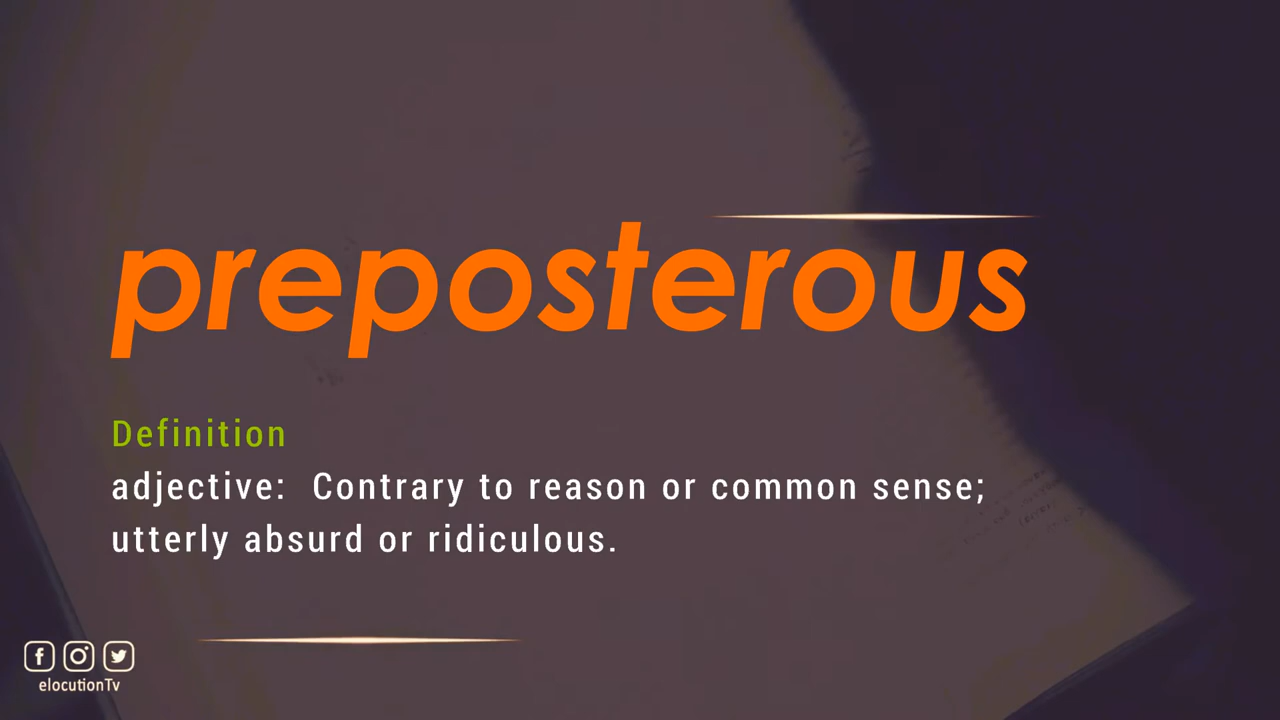 preposterous
Definition
adjective: Contrary to reason or common sense;
utterly absurd or ridiculous.
elocutionTv